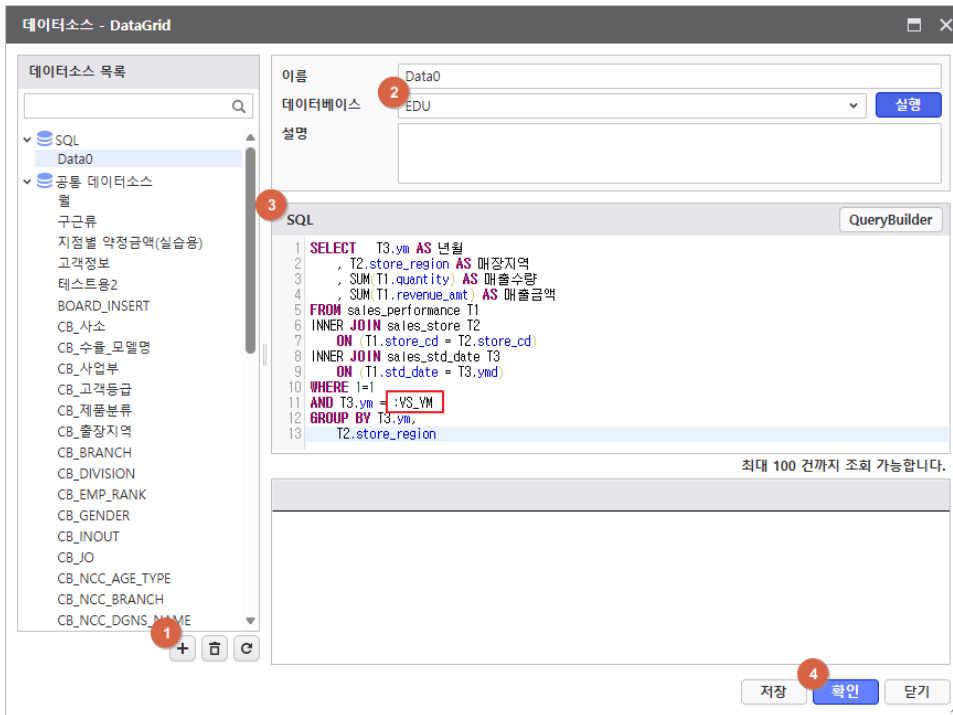 데이터소스 - DataGrid
데이터소스 목록
SQL
Data0
공통 데이터소스
월
구근류
지점별 약정금액(실습용)
고객정보
테스트용2
BOARD_INSERT
CB_사소
CB_수율_모델명
CB_사업부
CB_고객등급
CB_제품분류
CB_출장지역
CB_BRANCH
CB_DIVISION
CB_EMP_RANK
CB_GENDER
CB_INOUT
CB_JO
CB_NCC_AGE_TYPE
CB_NCC_BRANCH
CB_NCC_DGNS_NAME
1
이름 Data0
2
데이터베이스 EDU 실행
설명
3
SQL QueryBuilder
1 SELECT T3.ym AS 년월
2 , T2.store_region AS 매장지역
3 , SUM(T1.quantity) AS 매출수량
4 , SUM(T1.revenue_amt) AS 매출금액
5 FROM sales_performance T1
6 INNER JOIN sales_store T2
7 ON (T1.store_cd = T2.store_cd)
8 INNER JOIN sales_std_date T3
9 ON (T1.std_date = T3.ymd)
10 WHERE 1=1
11 AND T3.ym = :VS_YM
12 GROUP BY T3.ym,
13 T2.store_region
최대 100 건까지 조회 가능합니다.
4
저장 확인 닫기